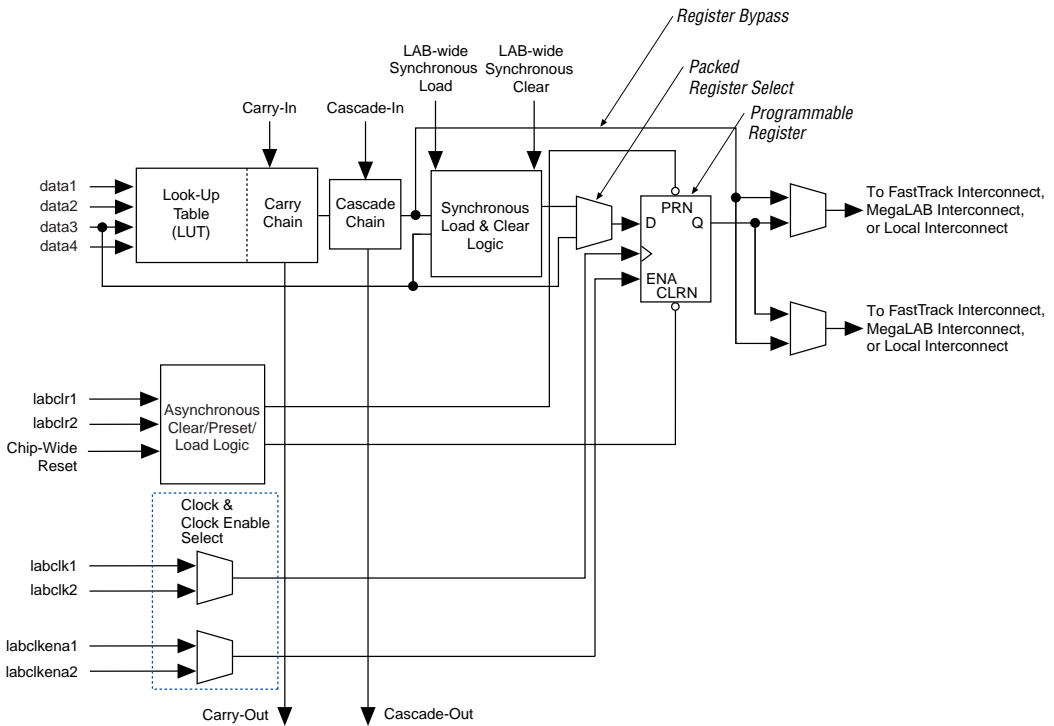 Register Bypass
LAB-wide
Synchronous
Load
LAB-wide
Synchronous
Clear
Packed
Register Select
Carry-In
Cascade-In
Programmable
Register
data1
data2
data3
data4
Look-Up
Table
(LUT)
Carry
Chain
Cascade
Chain
Synchronous
Load & Clear
Logic
PRN
D
Q
ENA
CLRN
To FastTrack Interconnect,
MegaLAB Interconnect,
or Local Interconnect
To FastTrack Interconnect,
MegaLAB Interconnect,
or Local Interconnect
labclr1
labclr2
Chip-Wide
Reset
Asynchronous
Clear/Preset/
Load Logic
Clock &
Clock Enable
Select
labclk1
labclk2
labclkena1
labclkena2
Carry-Out
Cascade-Out